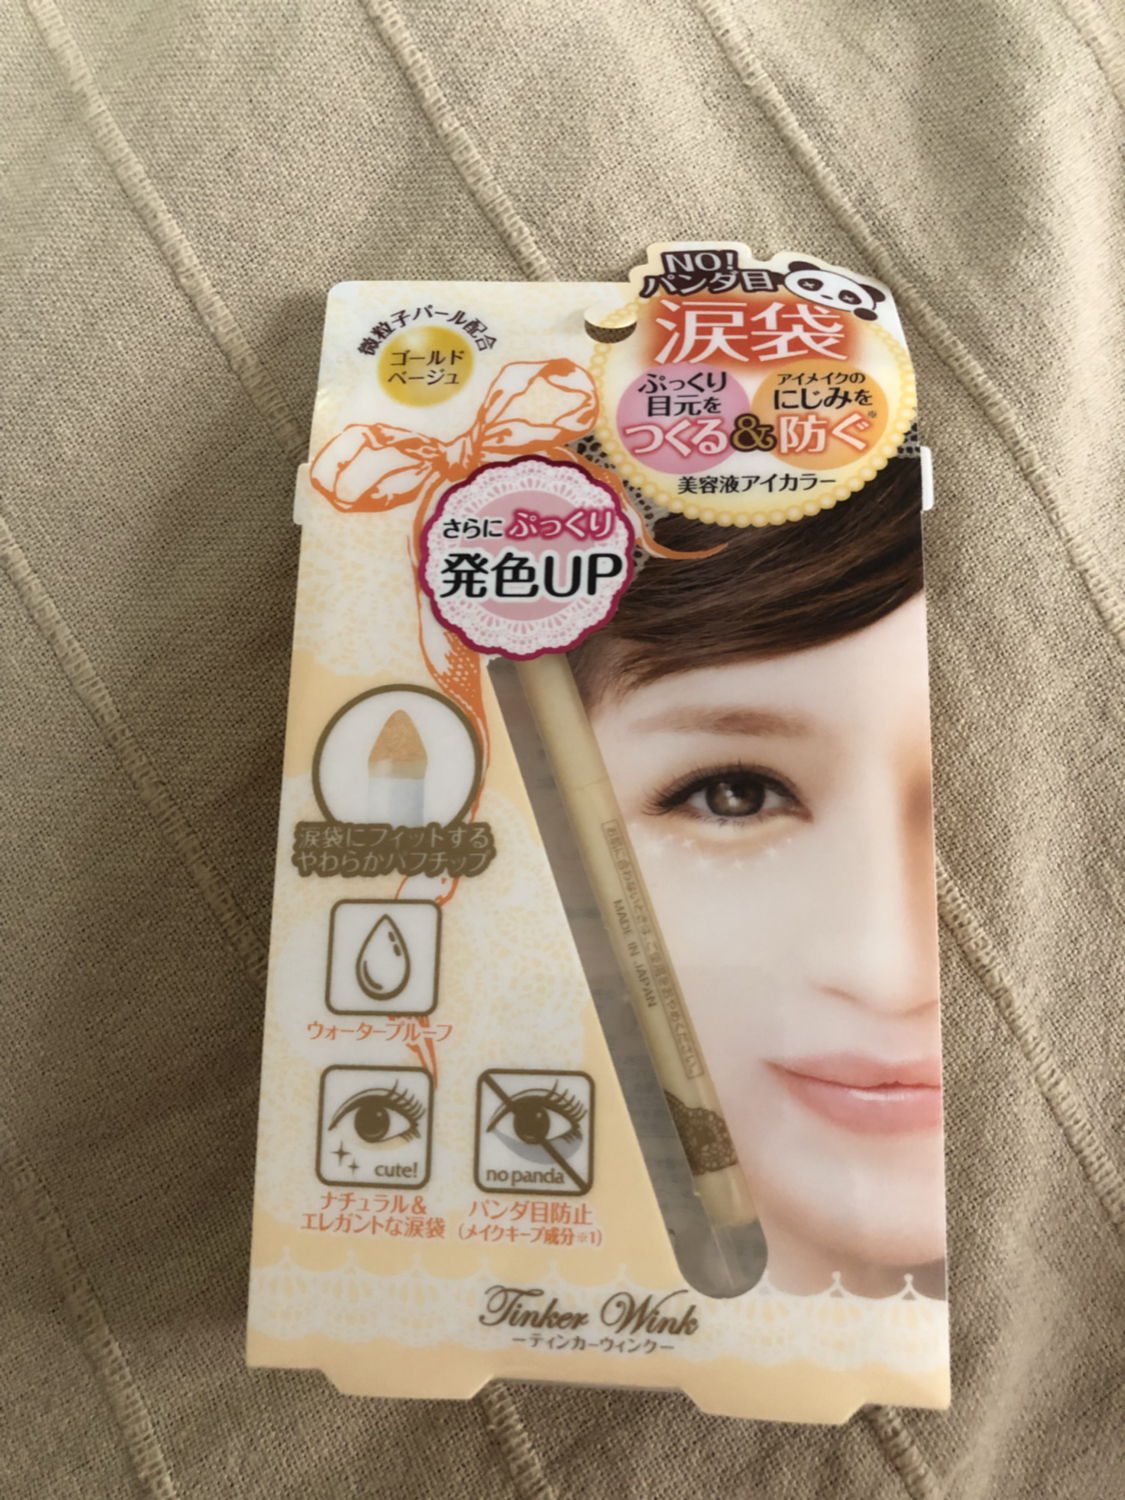 NO!
パンダ目
涙袋
ぷっくり
目元を
つくる
&
アイメイクの
にじみを
防ぐ※
美容液アイカラー
微粒子パール配合
ゴールド
ベージュ
さらにぷっくり
発色UP
涙袋にフィットする
やわらかパフチップ
ウォータープルーフ
cute!
ナチュラル&
エレガントな涙袋
no panda
パンダ目防止
(メイクキープ成分※1)
MADE IN JAPAN
Tinker Wink
ーティンカーウィンクー